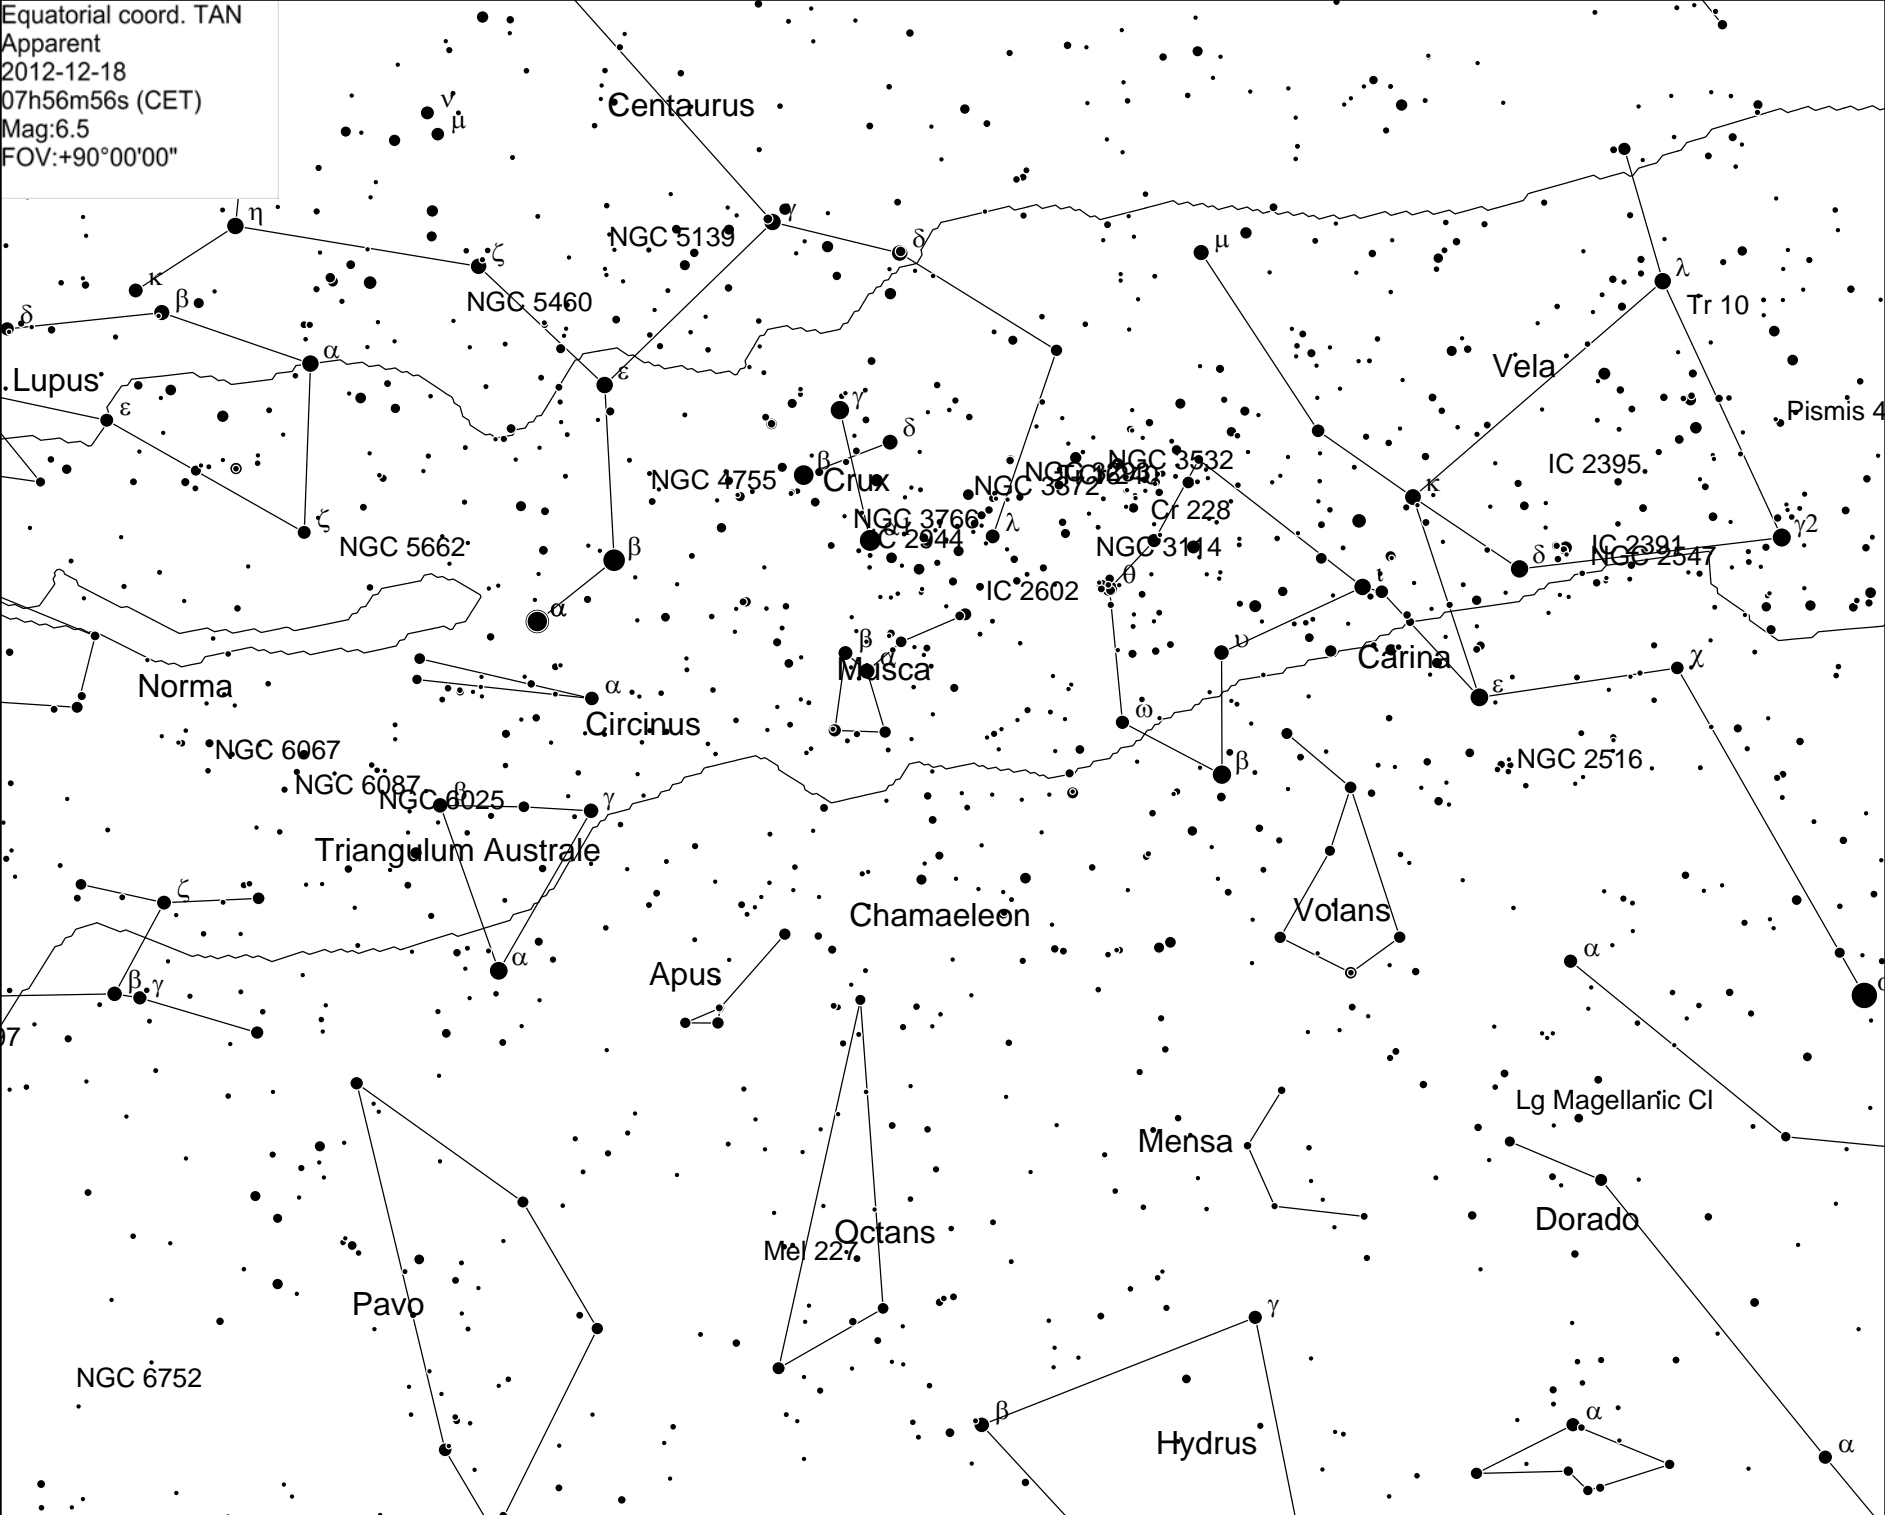 Equatorial coord. TAN
Apparent
2012-12-18
07h56m56s (CET)
Mag:6.5
FOV:+90°00'00"
ν
μ
Centaurus
η
γ
NGC 5139
δ
μ
ζ
κ
β
NGC 5460
λ
Tr 10
δ
α
Lupus
ε
Vela
ε
γ
Pismis 4
δ
β
Crux
NGC 4755
NGC 3532
NGC 3372
IC 2395
κ
ζ
NGC 3766
λ
Cr 228
γ2
NGC 5662
IC 2944
NGC 3114
IC 2391
NGC 2547
δ
β
θ
ι
IC 2602
α
β
α
υ
Musca
Carina
χ
Norma
α
ε
Circinus
ω
NGC 6067
β
NGC 2516
NGC 6087
β
NGC 6025
γ
Triangulum Australe
ζ
Chamaeleon
Volans
α
α
Apus
β
γ
97
Lg Magellanic Cl
Mensa
Dorado
Octans
Mel 227
Pavo
γ
NGC 6752
β
α
Hydrus
α